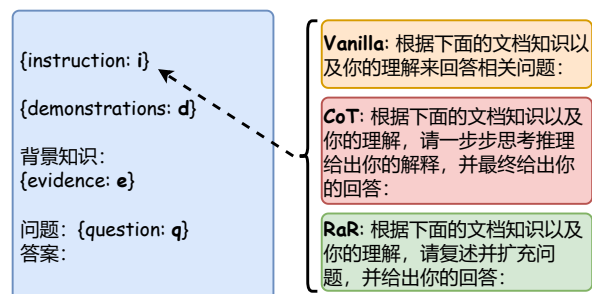 {instruction: i}
{demonstrations: d}
背景知识：
{evidence: e}
问题：{question: q}
答案：
Vanilla: 根据下面的文档知识以
及你的理解来回答相关问题：
CoT: 根据下面的文档知识以及
你的理解，请一步步思考推理
给出你的解释，并最终给出你
的回答：
RaR: 根据下面的文档知识以及
你的理解，请复述并扩充问
题，并给出你的回答：